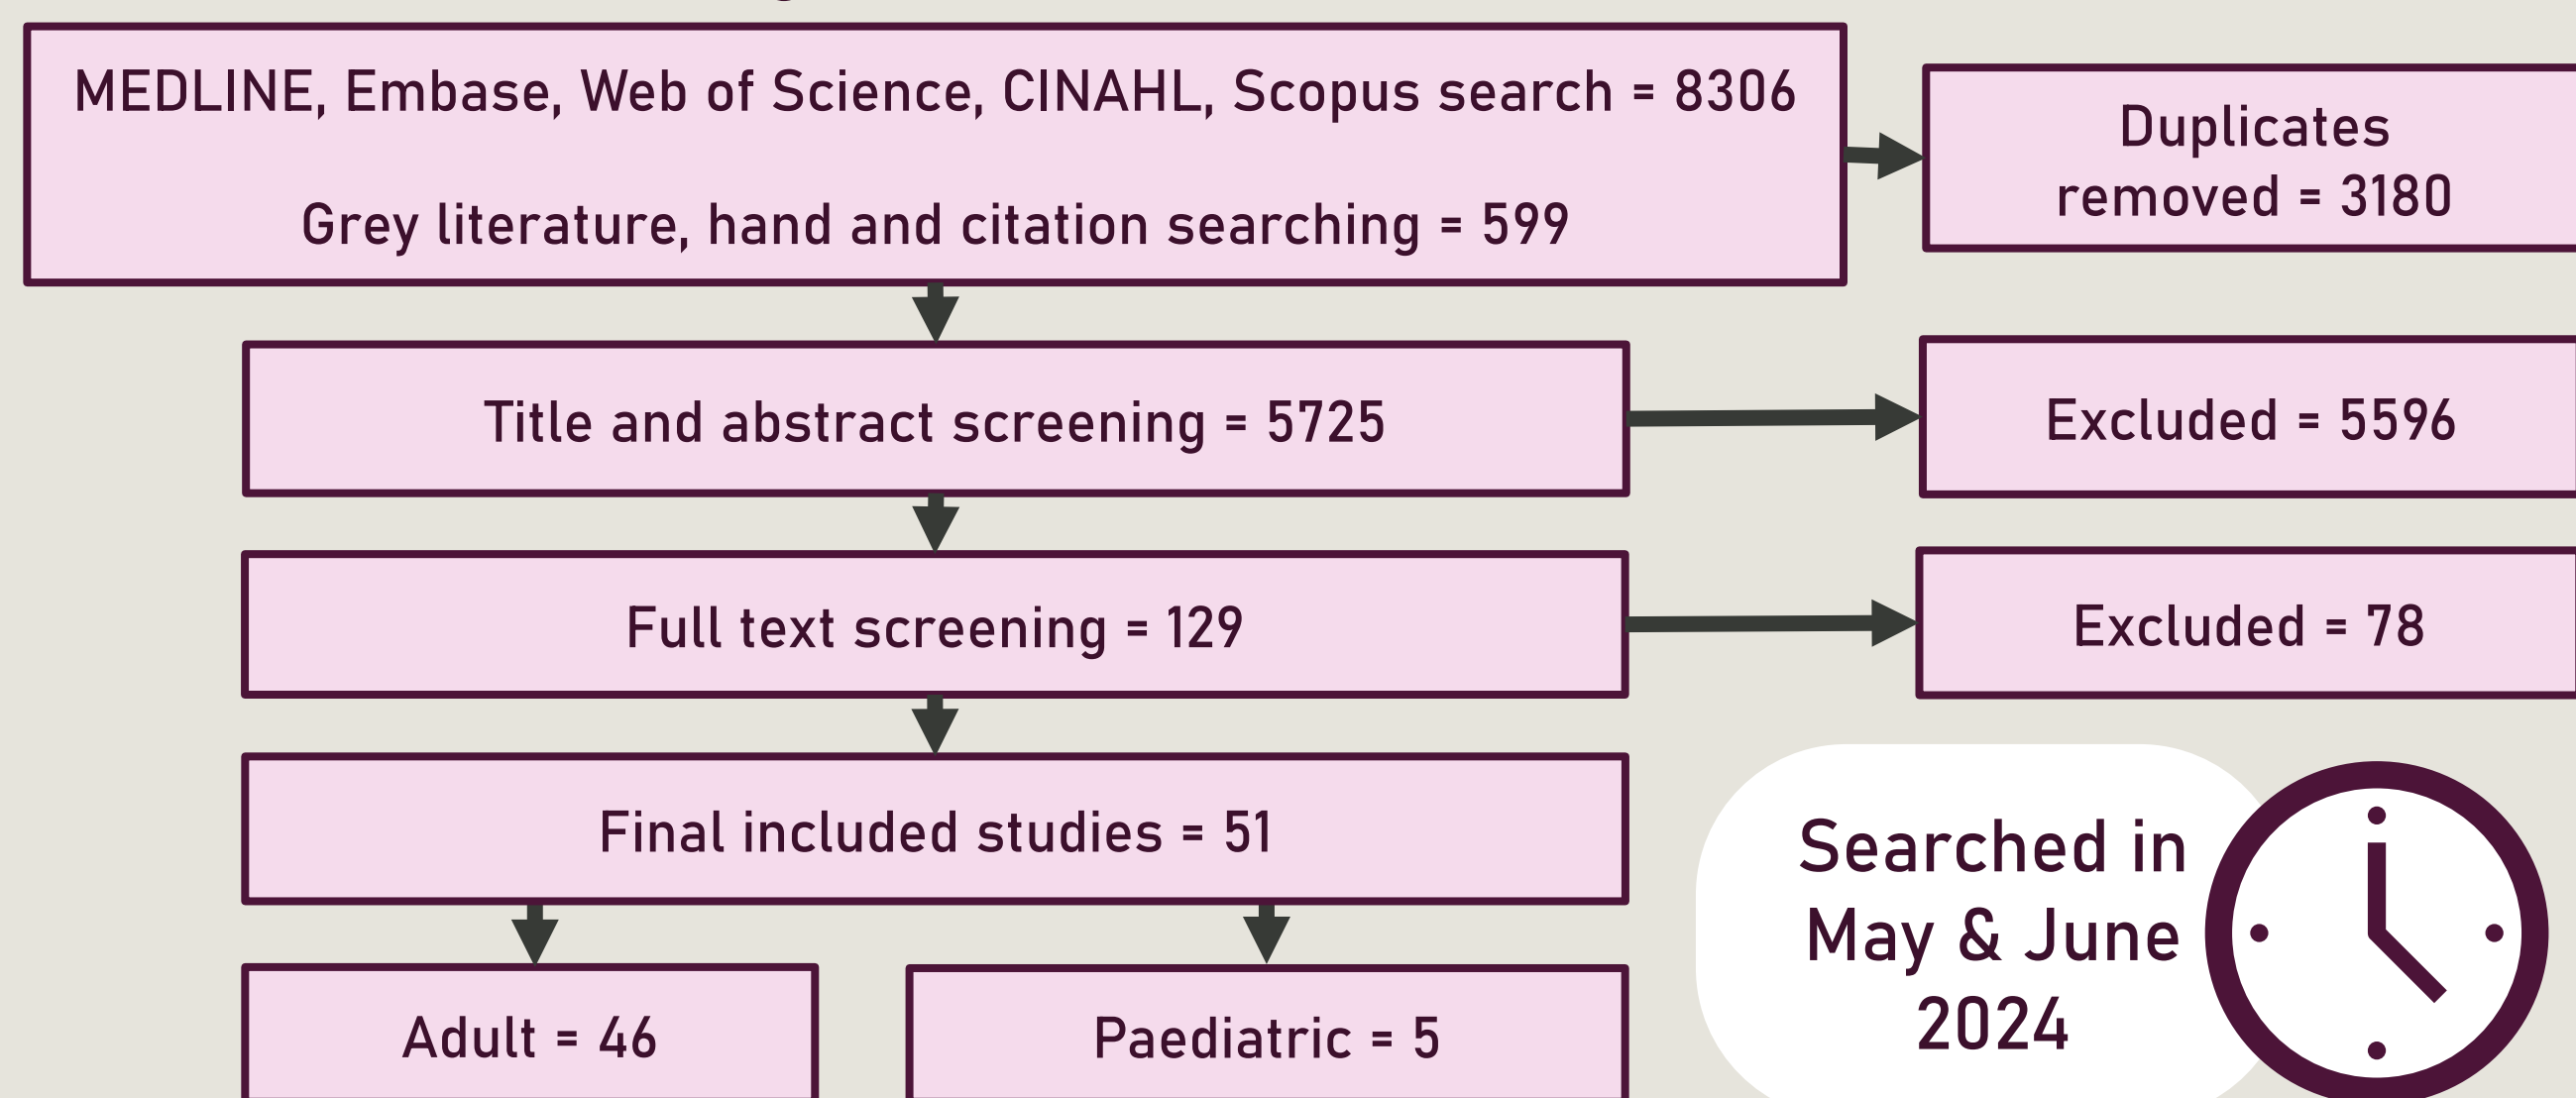 MEDLINE, Embase, Web of Science, CINAHL, Scopus search = 8306
Grey literature, hand and citation searching = 599
Duplicates
removed = 3180
Title and abstract screening = 5725
Excluded = 5596
Full text screening = 129
Excluded = 78
Final included studies = 51
Adult = 46
Paediatric = 5
Searched in
May & June
2024